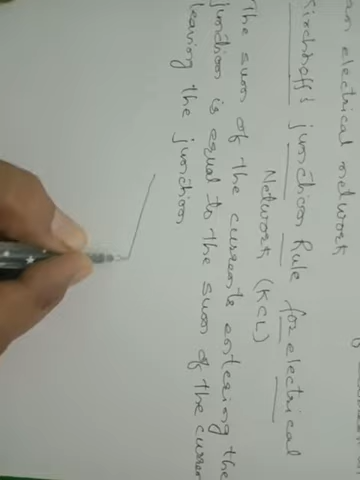 an electrical network
Kirchhoff's junction Rule for electrical
Network (KCL)
The sum of the currents entering the
junction is equal to the sum of the
leaving the junction